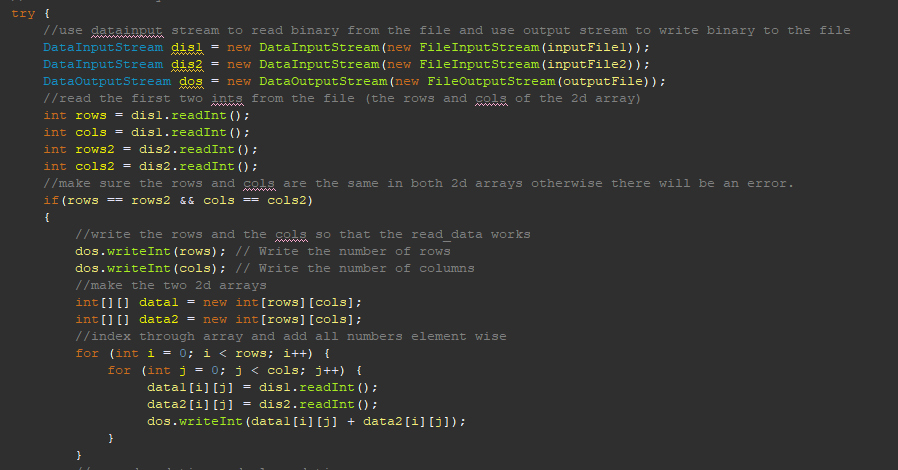 try {
//use datainput stream to read binary from the file and use output stream to write binary to the file
DataInputStream dis1 = new DataInputStream(new FileInputStream(inputFile1));
DataInputStream dis2 = new DataInputStream(new FileInputStream(inputFile2));
DataOutputStream dos = new DataOutputStream(new FileOutputStream(outputFile));
//read the first two ints from the file (the rows and cols of the 2d array)
int rows = dis1.readInt();
int cols = dis1.readInt();
int rows2 = dis2.readInt();
int cols2 = dis2.readInt();
//make sure the rows and cols are the same in both 2d arrays otherwise there will be an error.
if(rows == rows2 && cols == cols2)
{
//write the rows and the cols so that the read_data works
dos.writeInt(rows); // Write the number of rows
dos.writeInt(cols); // Write the number of columns
//make the two 2d arrays
int[][] data1 = new int[rows][cols];
int[][] data2 = new int[rows][cols];
//index through array and add all numbers element wise
for (int i = 0; i < rows; i++) {
for (int j = 0; j < cols; j++) {
data1[i][j] = dis1.readInt();
data2[i][j] = dis2.readInt();
dos.writeInt(data1[i][j] + data2[i][j]);
}
}